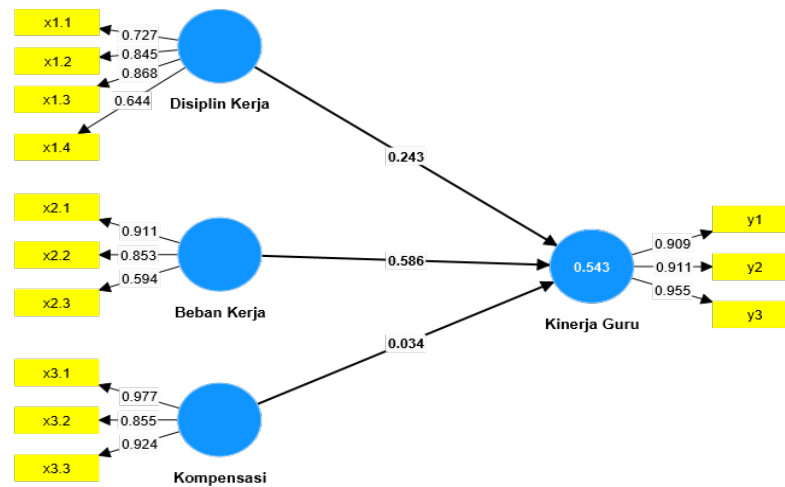 x1.1
0.727
x1.2
0.845
0.868
x1.3
0.644
Disiplin Kerja
x1.4
0.243
x2.1
0.911
x2.2
0.853
0.594
x2.3
Beban Kerja
0.586
y1
0.909
0.543
0.911
y2
0.955
y3
Kinerja Guru
0.034
x3.1
0.977
x3.2
0.855
0.924
x3.3
Kompensasi